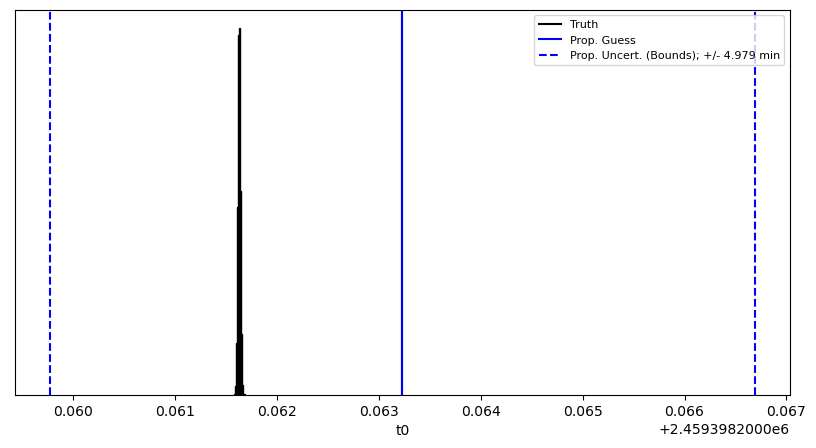 Truth
Prop. Guess
Prop. Uncert. (Bounds); +/- 4.979 min
0.060 0.061 0.062 0.063 0.064 0.065 0.066 0.067
t0
+2.4593982000e6